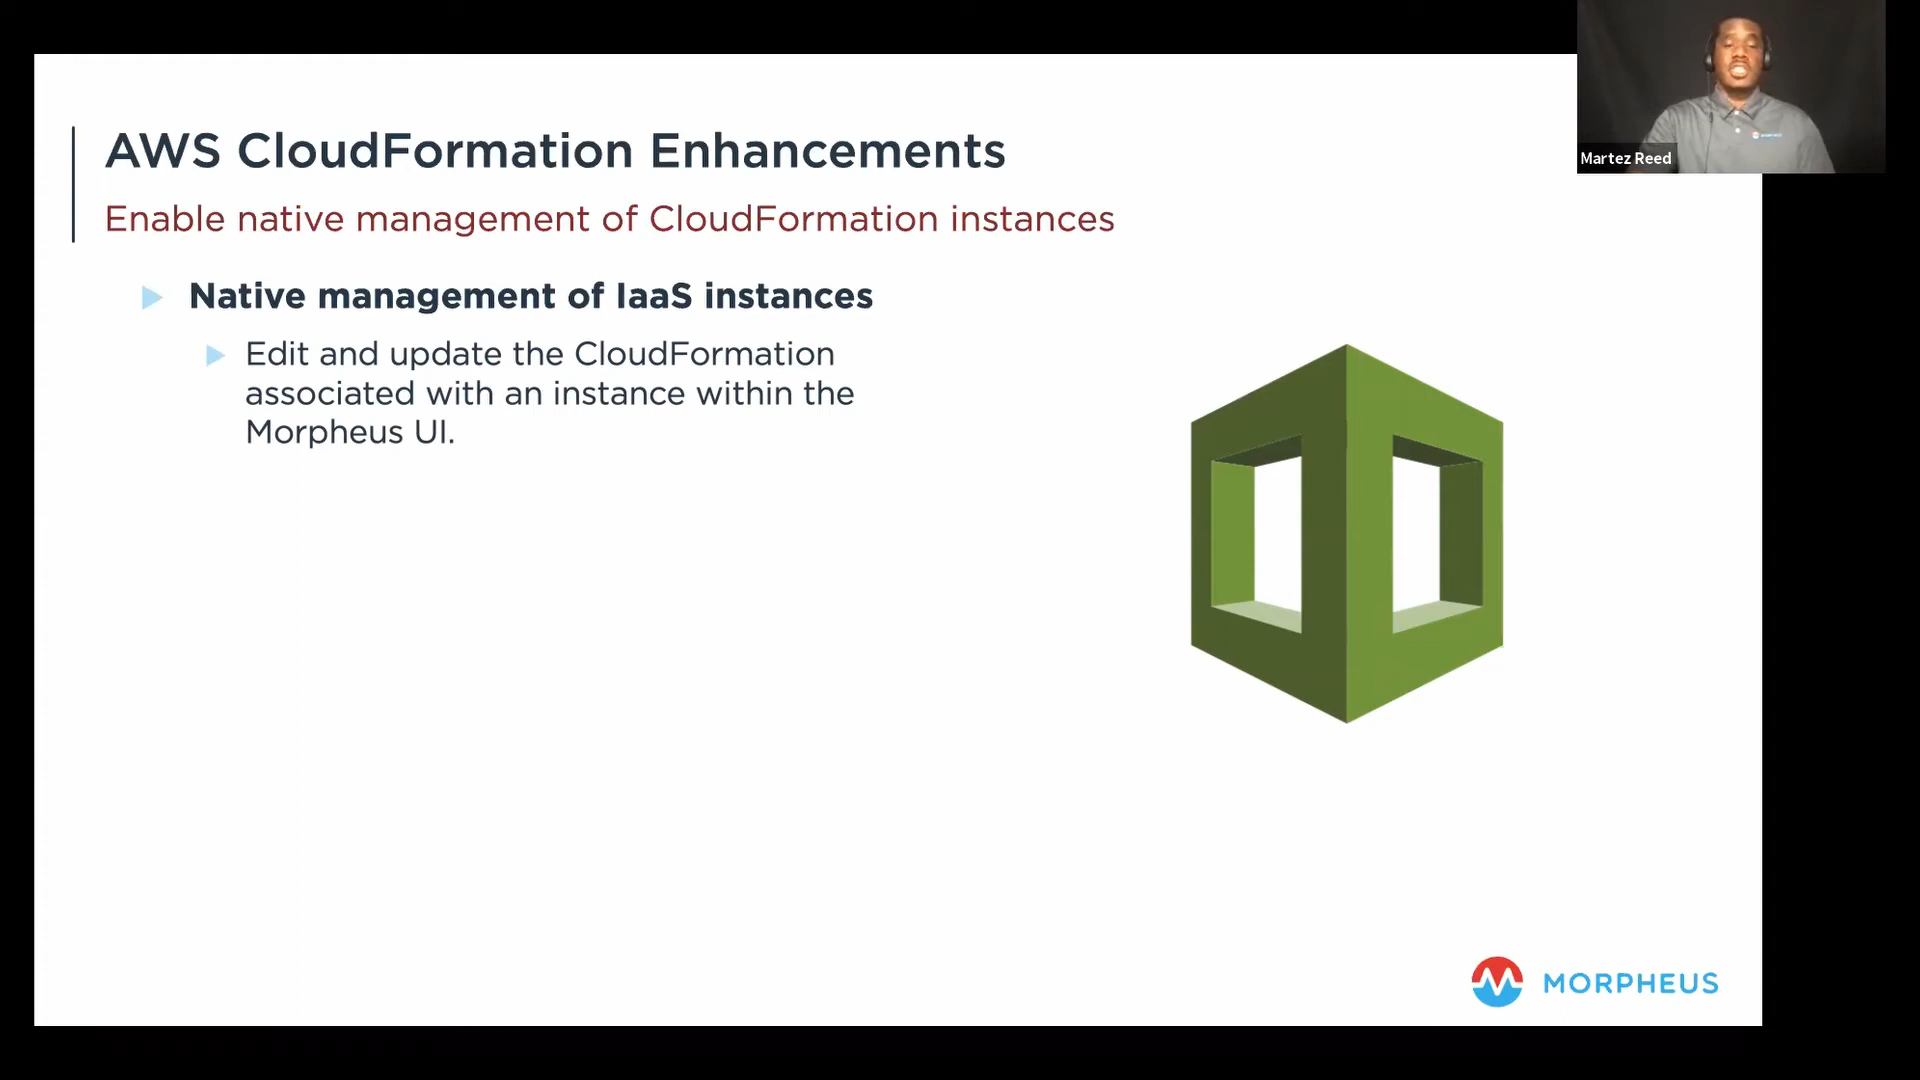 AWS CloudFormation Enhancements
Enable native management of CloudFormation instances
Native management of IaaS instances
Edit and update the CloudFormation
associated with an instance within the
Morpheus UI.
Martez Reed
MORPHEUS